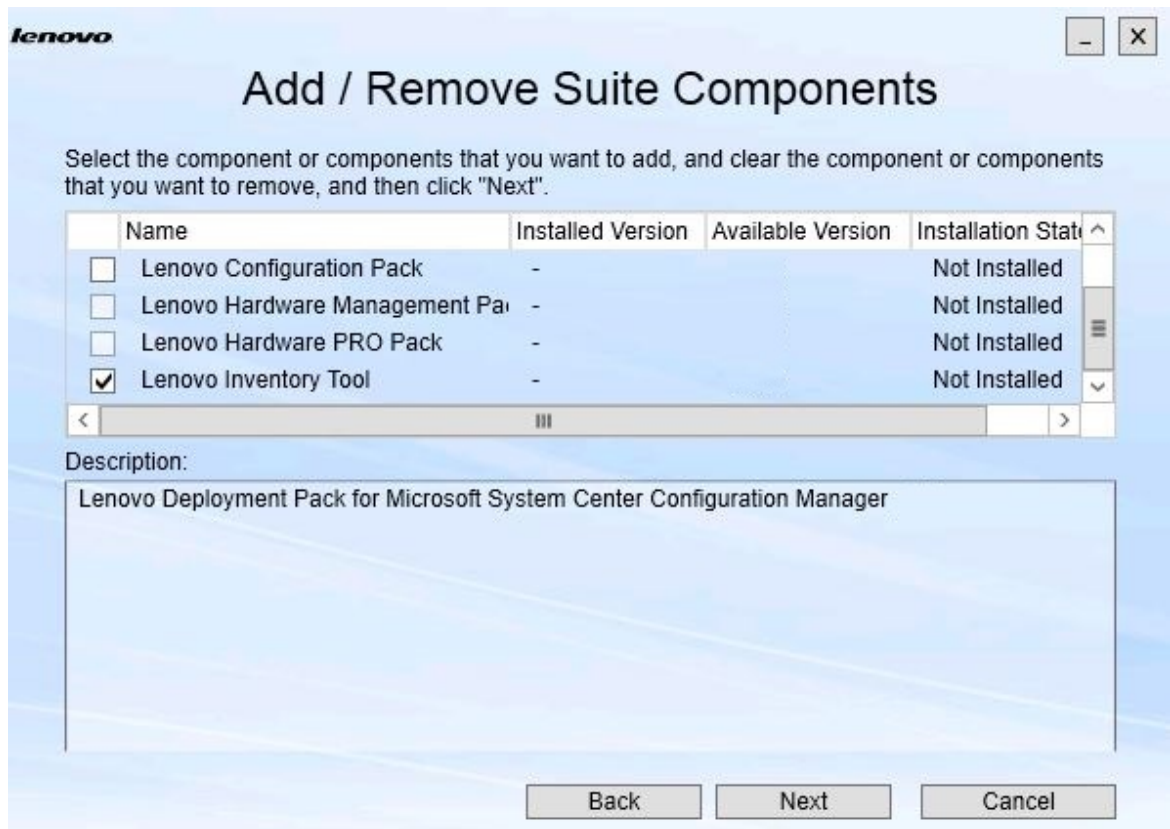 lenovo
Add / Remove Suite Components
Select the component or components that you want to add, and clear the component or components
that you want to remove, and then click "Next".
Name Installed Version Available Version Installation Stat
Lenovo Configuration Pack - Not Installed
Lenovo Hardware Management Pa - Not Installed
Lenovo Hardware PRO Pack - Not Installed
Lenovo Inventory Tool - Not Installed
Description:
Lenovo Deployment Pack for Microsoft System Center Configuration Manager
Back Next Cancel